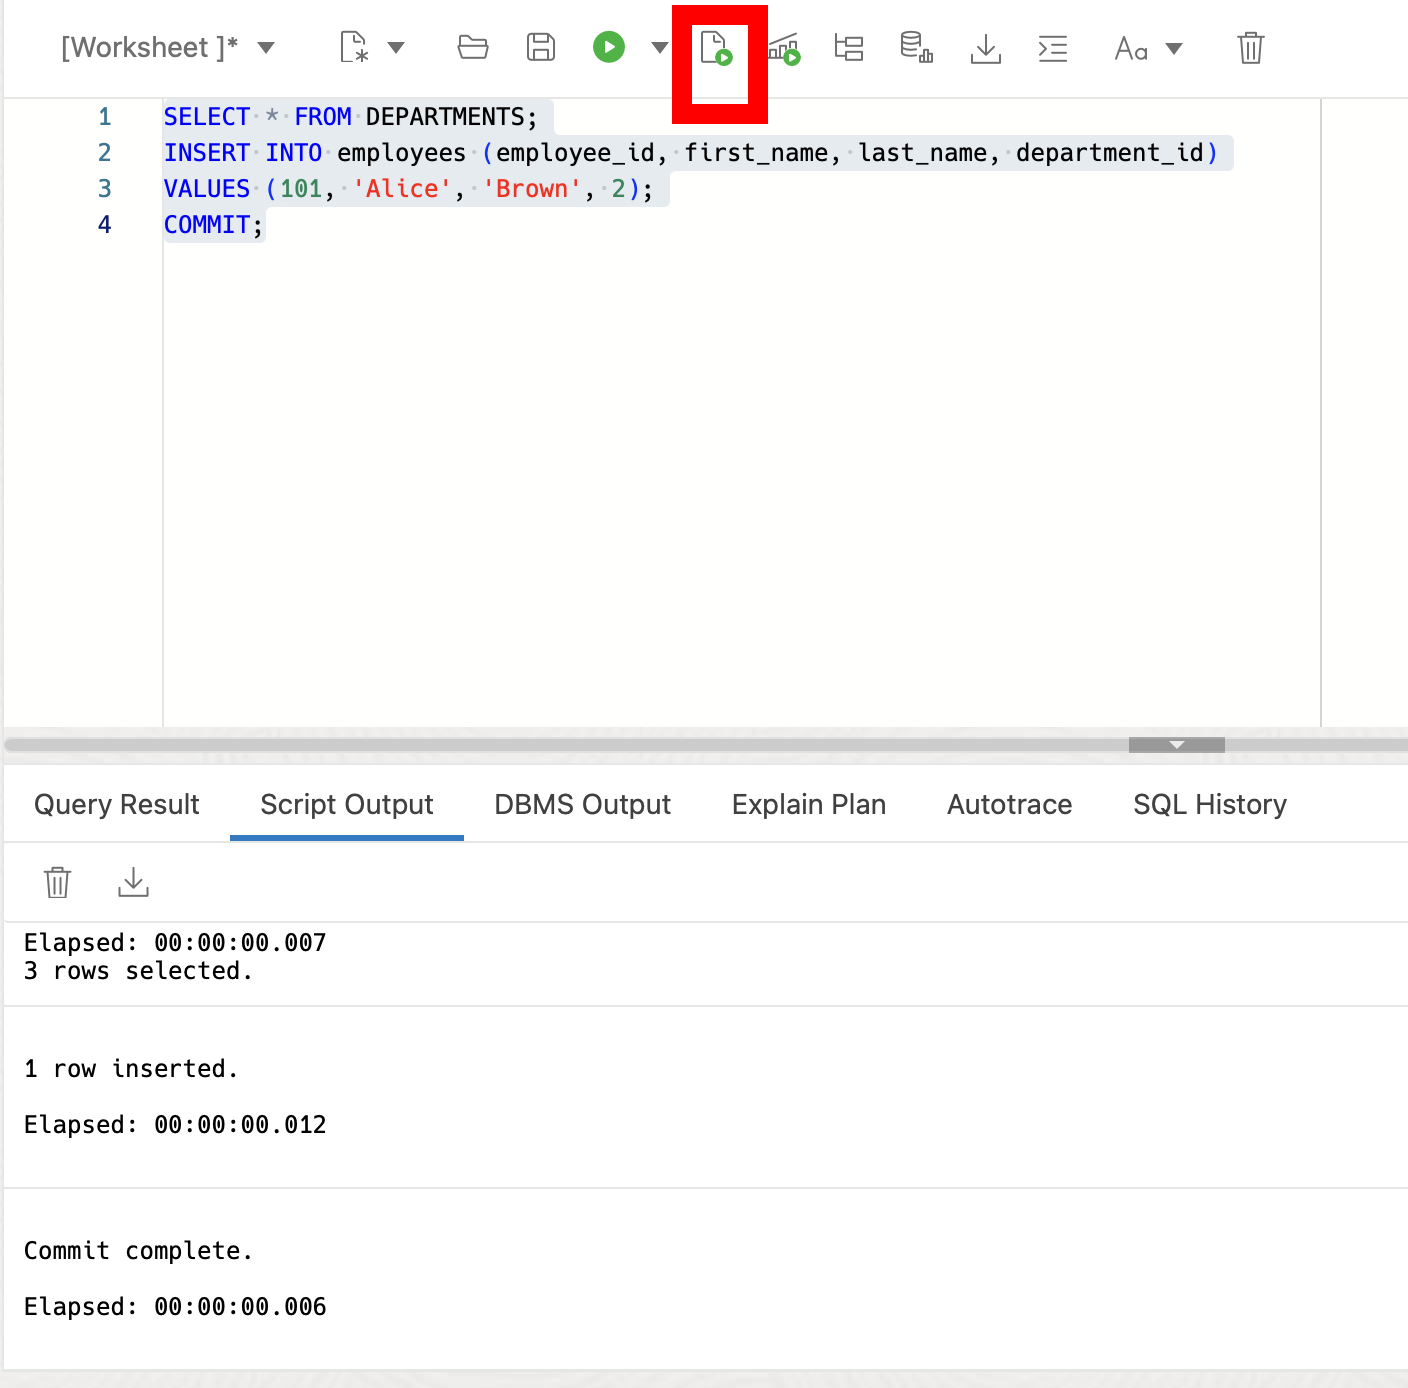 [Worksheet ]*
Aa
1 SELECT * FROM DEPARTMENTS;
2 INSERT INTO employees (employee_id, first_name, last_name, department_id)
3 VALUES (101, 'Alice', 'Brown', 2);
4 COMMIT;
Query Result Script Output DBMS Output Explain Plan Autotrace SQL History
Elapsed: 00:00:00.007
3 rows selected.
1 row inserted.
Elapsed: 00:00:00.012
Commit complete.
Elapsed: 00:00:00.006